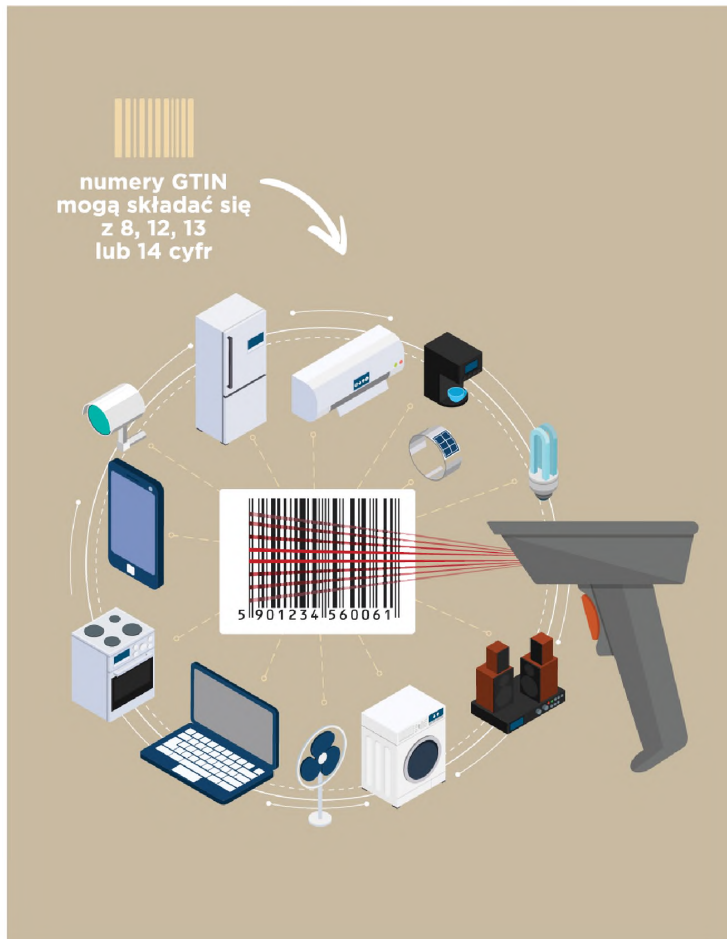 numery GTIN
mogą składać się
z 8, 12, 13
lub 14 cyfr
5 901234 560061